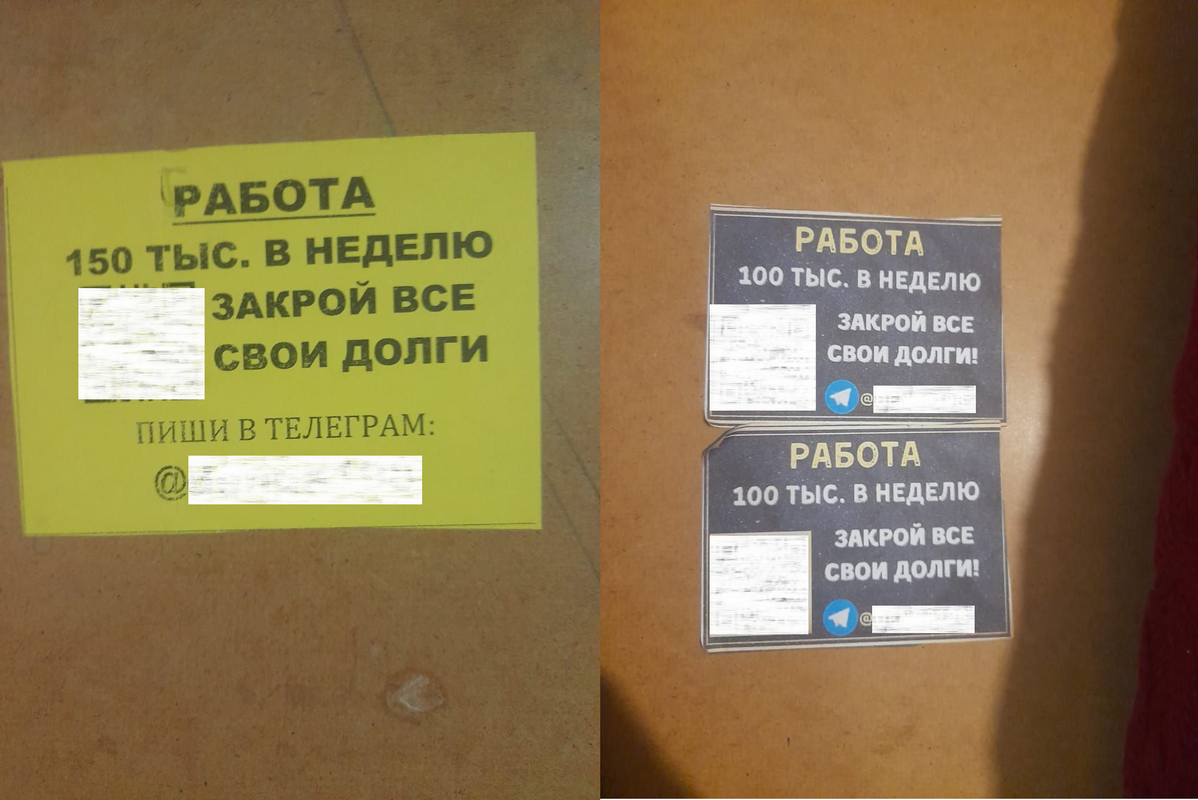 РАБОТА
150 ТЫС. В НЕДЕЛЮ
ЗАКРОЙ ВСЕ
СВОИ ДОЛГИ
ПИШИ В ТЕЛЕГРАМ:
@
РАБОТА
100 ТЫС. В НЕДЕЛЮ
ЗАКРОЙ ВСЕ
СВОИ ДОЛГИ!
@
РАБОТА
100 ТЫС. В НЕДЕЛЮ
ЗАКРОЙ ВСЕ
СВОИ ДОЛГИ!
@